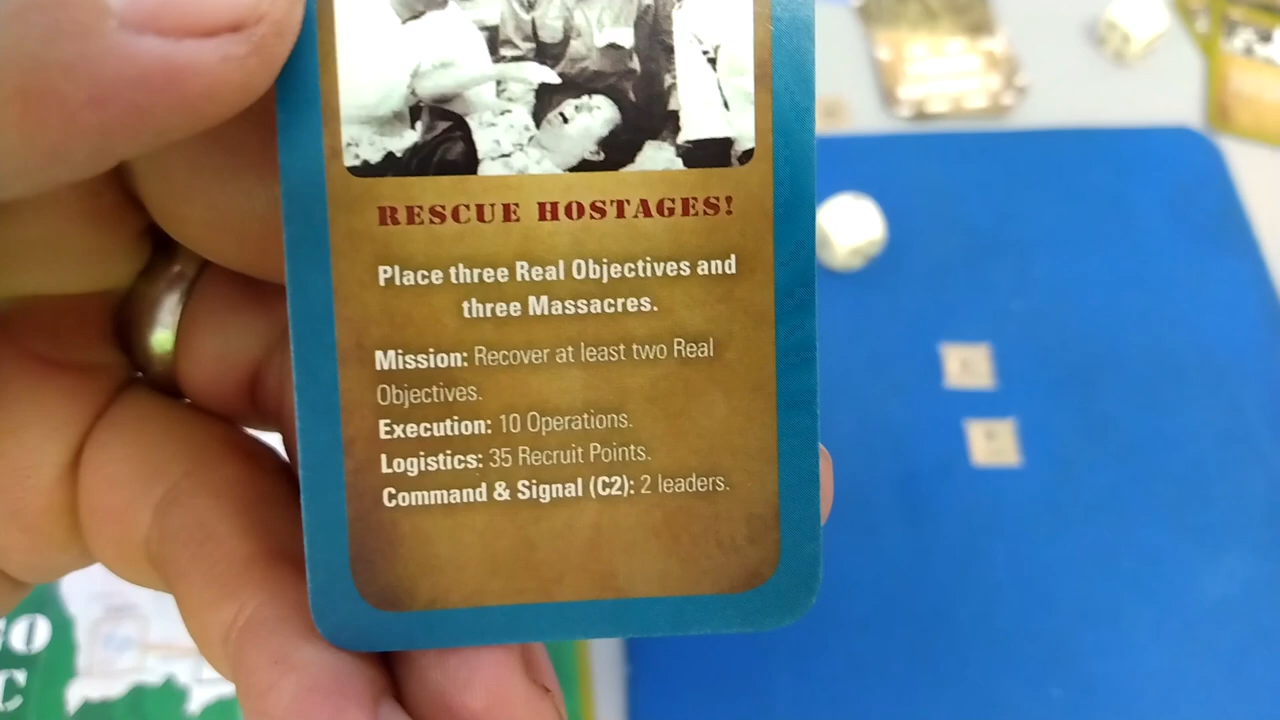 RESCUE HOSTAGES!
Place three Real Objectives and
three Massacres.
Mission: Recover at least two Real
Objectives.
Execution: 10 Operations.
Logistics: 35 Recruit Points.
Command & Signal (C2): 2 leaders.